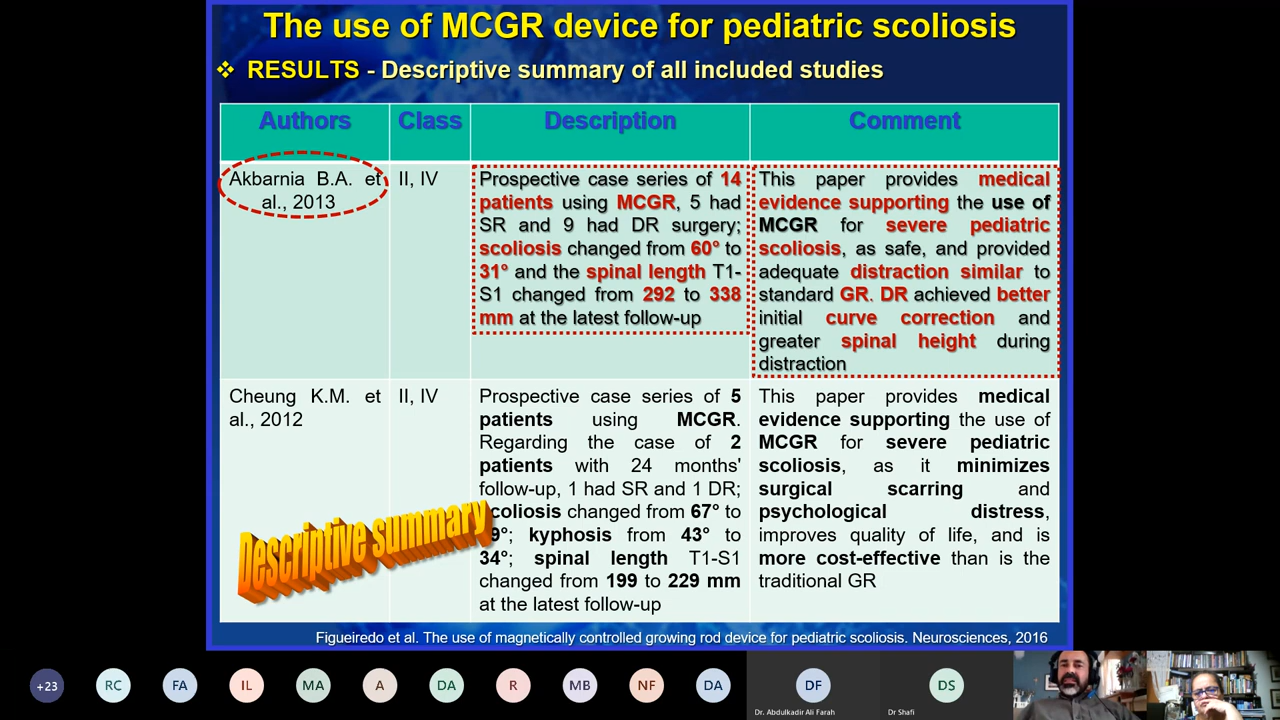 The use of MCGR device for pediatric scoliosis
❖ RESULTS - Descriptive summary of all included studies
Authors
Class
Description
Comment
Akbarnia B.A. et
al., 2013
II, IV
Prospective case series of 14
patients using MCGR, 5 had
SR and 9 had DR surgery;
scoliosis changed from 60° to
31° and the spinal length T1-
S1 changed from 292 to 338
mm at the latest follow-up
This paper provides medical
evidence supporting the use of
MCGR for severe pediatric
scoliosis, as safe, and provided
adequate distraction similar to
standard GR. DR achieved better
initial curve correction and
greater spinal height during
distraction
Cheung K.M. et
al., 2012
II, IV
Prospective case series of 5
patients using MCGR.
Regarding the case of 2
patients with 24 months'
follow-up, 1 had SR and 1 DR;
coliosis changed from 67° to
9°; kyphosis from 43° to
34°; spinal length T1-S1
changed from 199 to 229 mm
at the latest follow-up
This paper provides medical
evidence supporting the use of
MCGR for severe pediatric
scoliosis, as it minimizes
surgical scarring and
psychological distress,
improves quality of life, and is
more cost-effective than is the
traditional GR
Descriptive summary
Figueiredo et al. The use of magnetically controlled growing rod device for pediatric scoliosis. Neurosciences, 2016
+23
RC
FA
IL
MA
A
DA
R
MB
NF
DA
DF
DS
Dr. Abdulkadir Ali Farah
Dr Shafi